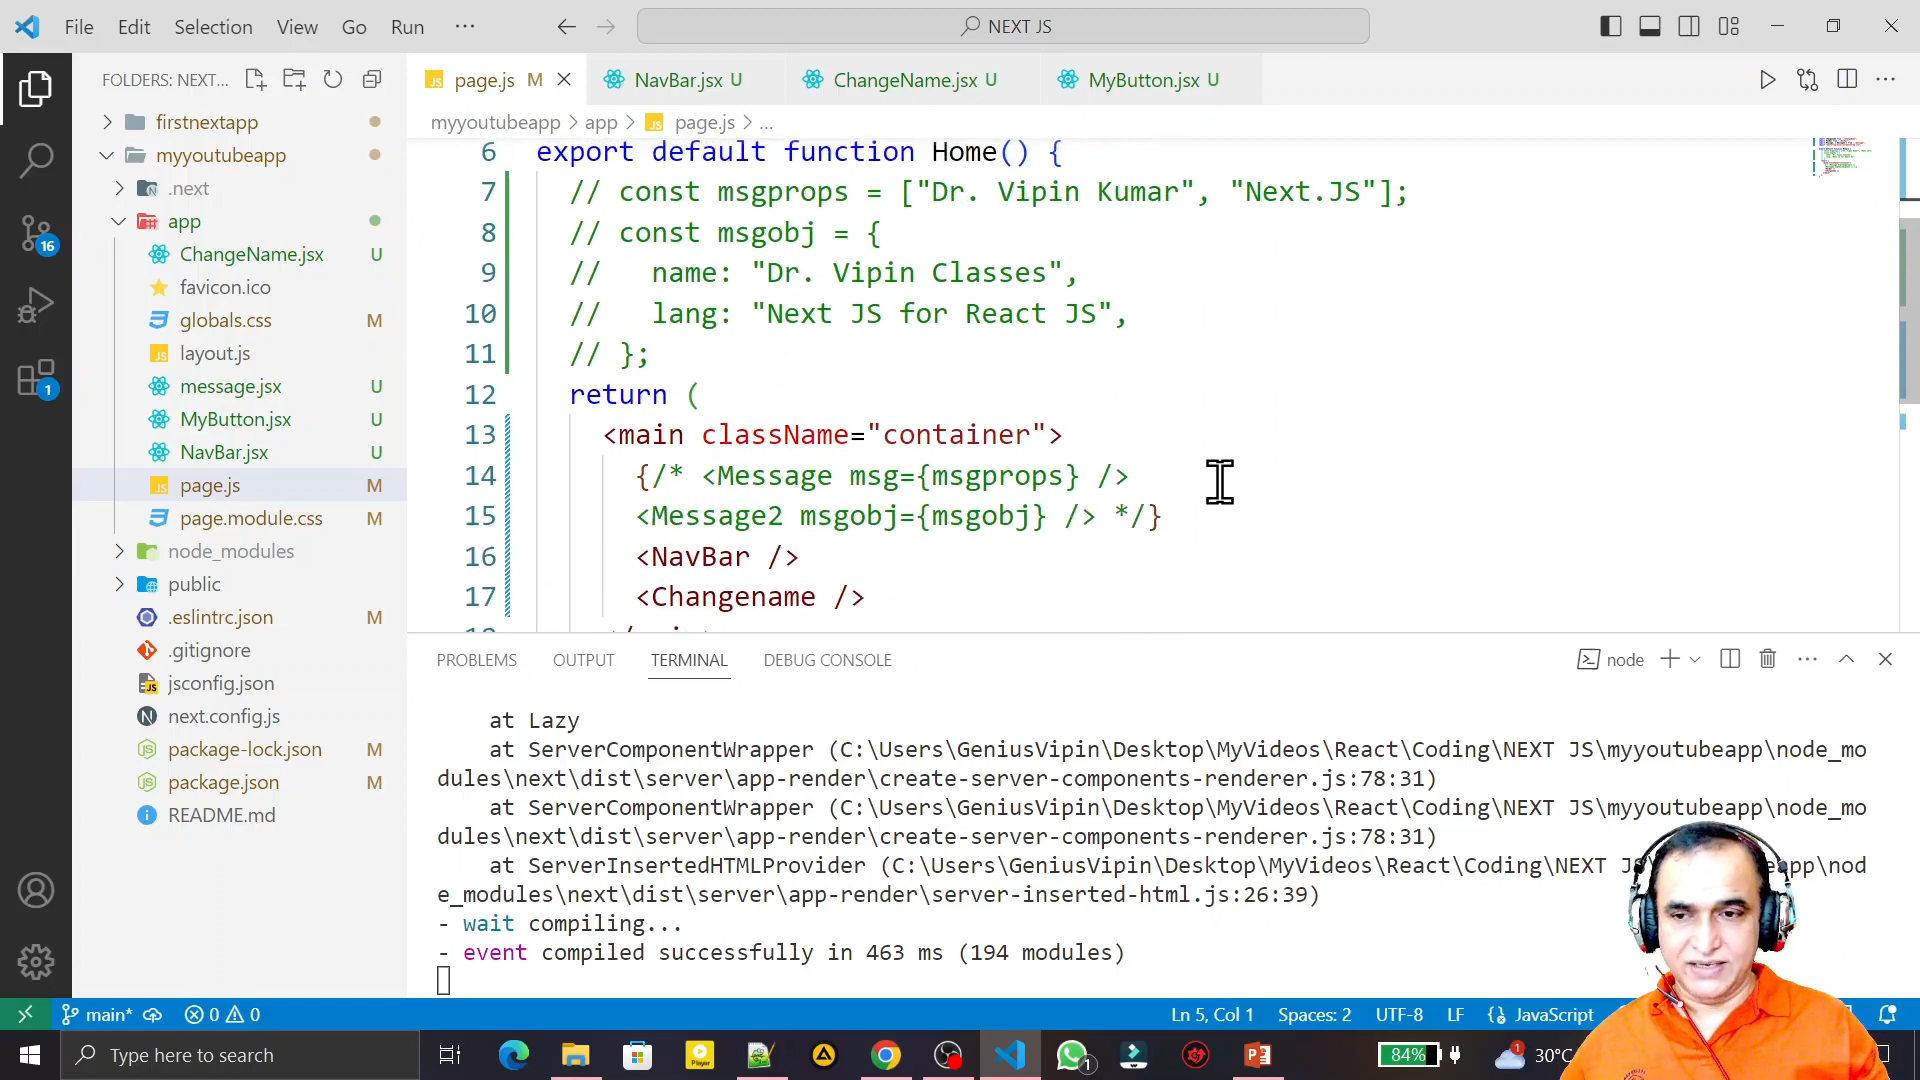 File Edit Selection View Go Run ··· NEXT JS
FOLDERS: NEXT...
page.js M NavBar.jsx U ChangeName.jsx U MyButton.jsx U
myyoutubeapp > app > page.js > ...
firstnextapp
myyoutubeapp
.next
app
ChangeName.jsx U
favicon.ico
globals.css M
layout.js
message.jsx U
MyButton.jsx U
NavBar.jsx U
page.js M
page.module.css M
node_modules
public
.eslintrc.json M
.gitignore
jsconfig.json
next.config.js
package-lock.json M
package.json M
README.md
16
1
6 export default function Home() {
7 // const msgprops = ["Dr. Vipin Kumar", "Next.JS"];
8 // const msgobj = {
9 //   name: "Dr. Vipin Classes",
10 //   lang: "Next JS for React JS",
11 // };
12 return (
13 <main className="container">
14 {/* <Message msg={msgprops} />
15 <Message2 msgobj={msgobj} /> */}
16 <NavBar />
17 <Changename />
PROBLEMS OUTPUT TERMINAL DEBUG CONSOLE node
at Lazy
at ServerComponentWrapper (C:\Users\GeniusVipin\Desktop\MyVideos\React\Coding\NEXT JS\myyoutubeapp\node_mo
dules\next\dist\server\app-render\create-server-components-renderer.js:78:31)
at ServerComponentWrapper (C:\Users\GeniusVipin\Desktop\MyVideos\React\Coding\NEXT JS\myyoutubeapp\node_mo
dules\next\dist\server\app-render\create-server-components-renderer.js:78:31)
at ServerInsertedHTMLProvider (C:\Users\GeniusVipin\Desktop\MyVideos\React\Coding\NEXT eapp\nod
e_modules\next\dist\server\app-render\server-inserted-html.js:26:39)
- wait compiling...
- event compiled successfully in 463 ms (194 modules)
main* 0 0 Ln 5, Col 1 Spaces: 2 UTF-8 LF JavaScript
Type here to search 1 84% 1 30°C